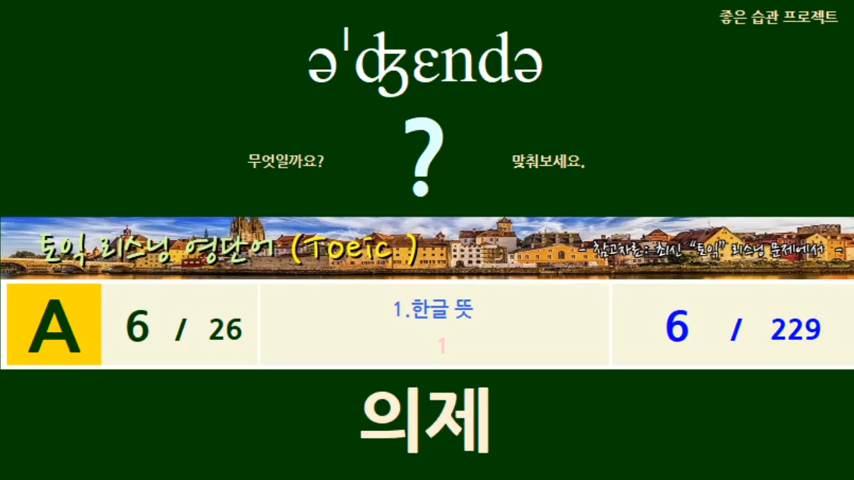 좋은 습관 프로젝트
əˈʤɛndə
?
무엇일까요?
맞춰보세요.
토익 리스닝 영단어 (Toeic )
- 참고자료: 최신 "토익" 리스닝 문제에서 -
A
6 / 26
1.한글 뜻
1
6 / 229
의제